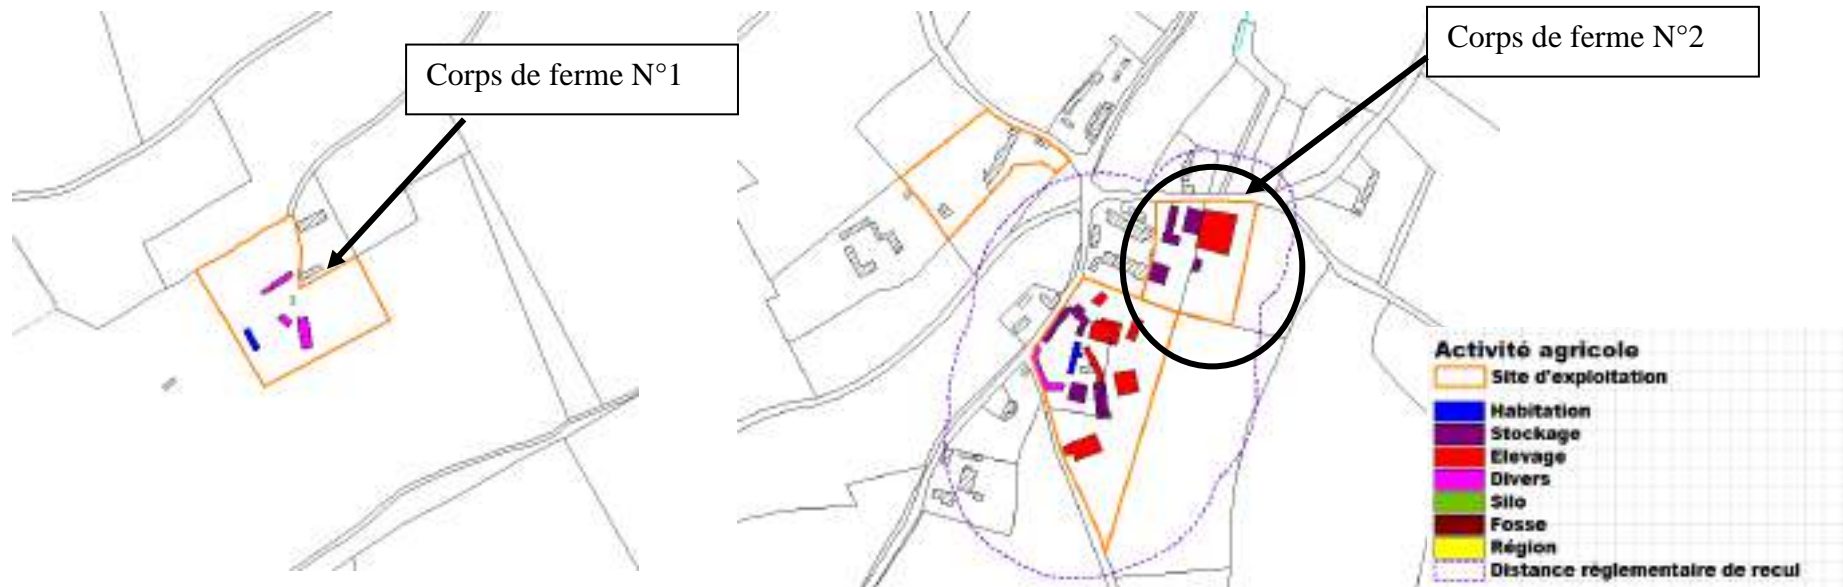 Corps de ferme N°1
Corps de ferme N°2
Activité agricole
Site d'exploitation
Habitation
Stockage
Elevage
Divers
Silo
Fosse
Région
Distance règlementaire de recul